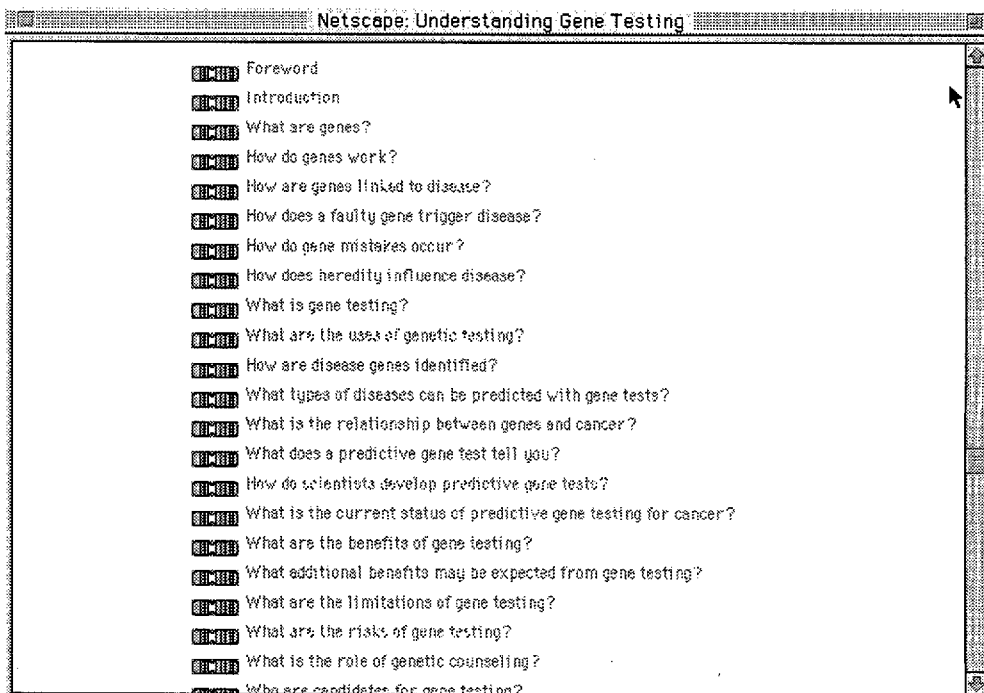 Netscape: Understanding Gene Testing
Foreword
Introduction
What are genes?
How do genes work?
How are genes linked to disease?
How does a faulty gene trigger disease?
How do gene mistakes occur?
How does heredity influence disease?
What is gene testing?
What are the uses of genetic testing?
How are disease genes identified?
What types of diseases can be predicted with gene tests?
What is the relationship between genes and cancer?
What does a predictive gene test tell you?
How do scientists develop predictive gene tests?
What is the current status of predictive gene testing for cancer?
What are the benefits of gene testing?
What additional benefits may be expected from gene testing?
What are the limitations of gene testing?
What are the risks of gene testing?
What is the role of genetic counseling?
Who are candidates for gene testing?